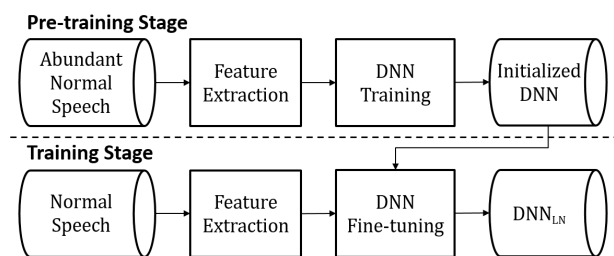 Pre-training Stage
Abundant
Normal
Speech
Feature
Extraction
DNN
Training
Initialized
DNN
Training Stage
Normal
Speech
Feature
Extraction
DNN
Fine-tuning
DNN_LN